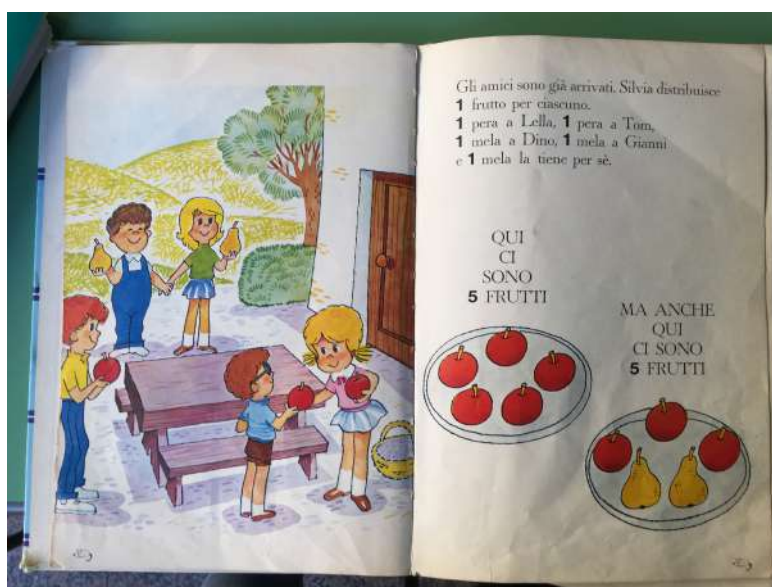 Gli amici sono già arrivati. Silvia distribuisce
1 frutto per ciascuno.
1 pera a Lella, 1 pera a Tom,
1 mela a Dino, 1 mela a Gianni
e 1 mela la tiene per sè.
QUI
CI
SONO
5 FRUTTI
MA ANCHE
QUI
CI SONO
5 FRUTTI